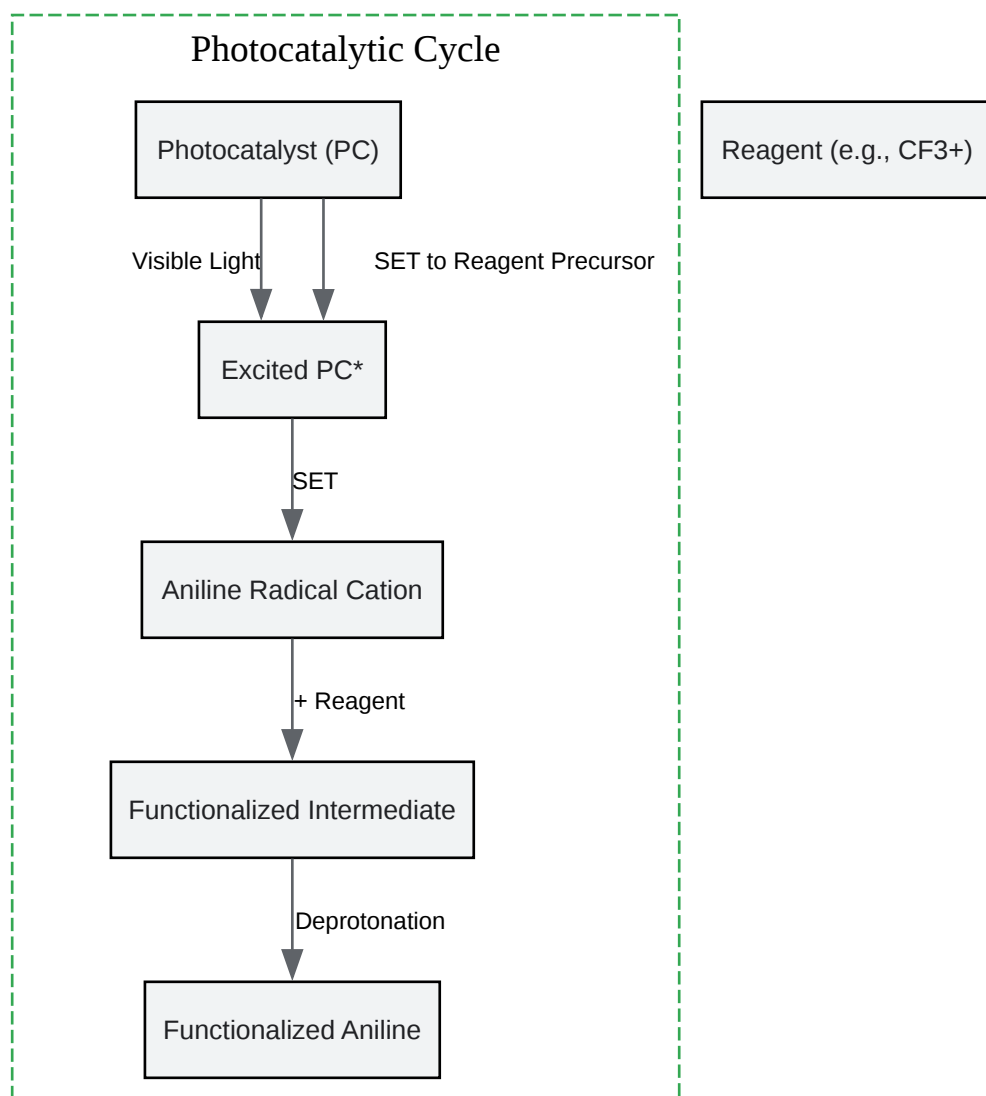 Photocatalytic Cycle
Photocatalyst (PC)
Reagent (e.g., CF3+)
Visible Light
SET to Reagent Precursor
Excited PC*
SET
Aniline Radical Cation
+ Reagent
Functionalized Intermediate
Deprotonation
Functionalized Aniline